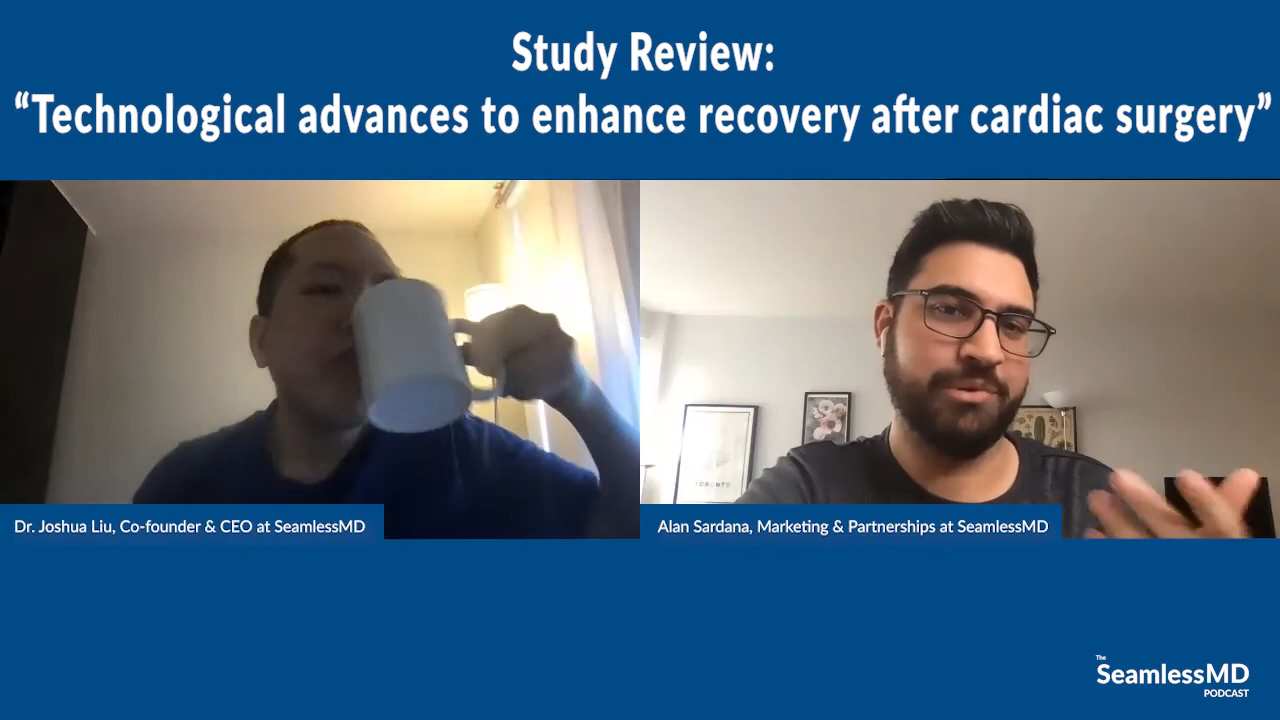 Study Review:
“Technological advances to enhance recovery after cardiac surgery”
TORONTO
Dr. Joshua Liu, Co-founder & CEO at SeamlessMD
Alan Sardana, Marketing & Partnerships at SeamlessMD
The
SeamlessMD
PODCAST